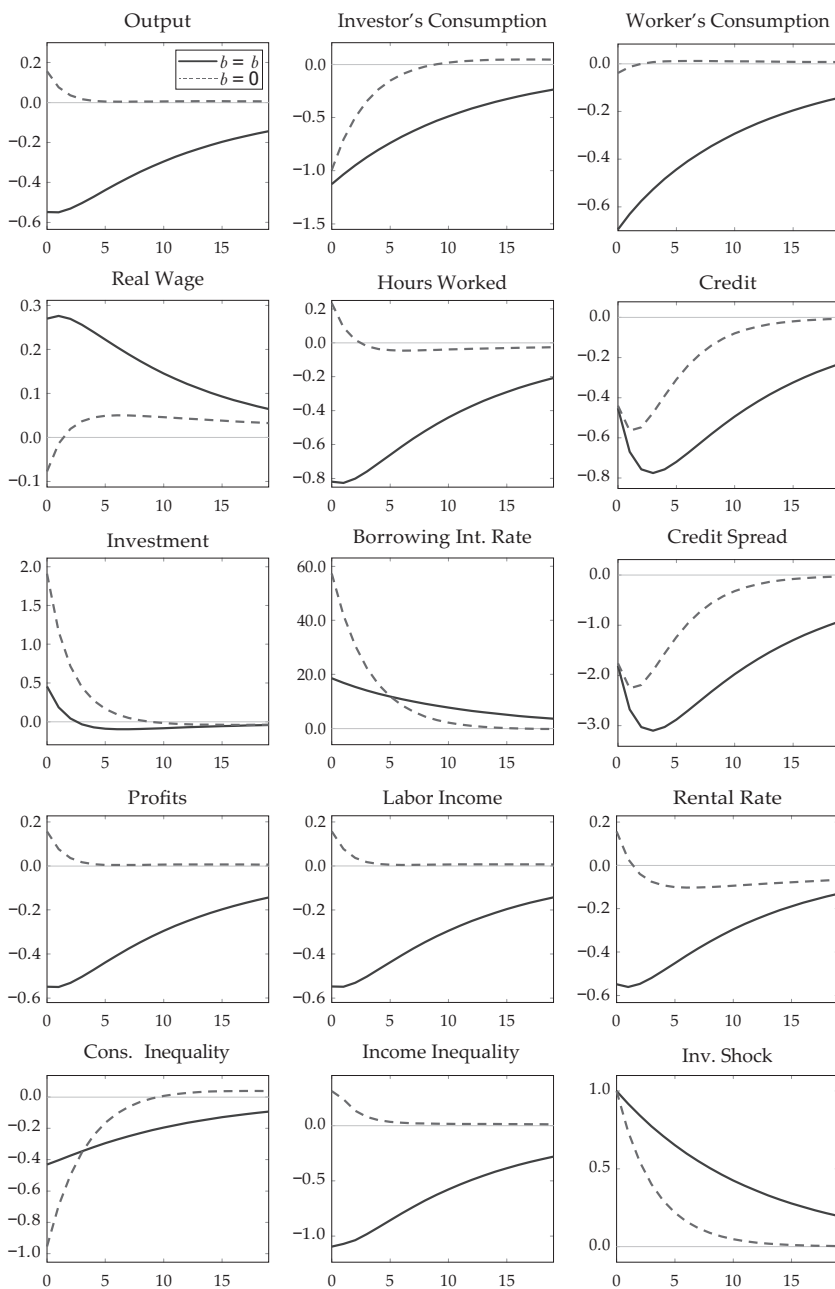 Output Investor's Consumption Worker's Consumption
b = b
b = 0
0.2 0.0 −0.2 −0.4 −0.6
0 5 10 15
0.0 −0.5 −1.0 −1.5
0 5 10 15
0.0 −0.2 −0.4 −0.6
0 5 10 15
Real Wage Hours Worked Credit
0.3 0.2 0.1 0.0 −0.1
0 5 10 15
0.2 0.0 −0.2 −0.4 −0.6 −0.8
0 5 10 15
0.0 −0.2 −0.4 −0.6 −0.8
0 5 10 15
Investment Borrowing Int. Rate Credit Spread
2.0 1.5 1.0 0.5 0.0
0 5 10 15
60.0 40.0 20.0 0.0
0 5 10 15
0.0 −1.0 −2.0 −3.0
0 5 10 15
Profits Labor Income Rental Rate
0.2 0.0 −0.2 −0.4 −0.6
0 5 10 15
0.2 0.0 −0.2 −0.4 −0.6
0 5 10 15
0.2 0.0 −0.2 −0.4 −0.6
0 5 10 15
Cons. Inequality Income Inequality Inv. Shock
0.0 −0.2 −0.4 −0.6 −0.8 −1.0
0 5 10 15
0.0 −0.5 −1.0
0 5 10 15
1.0 0.5 0.0
0 5 10 15